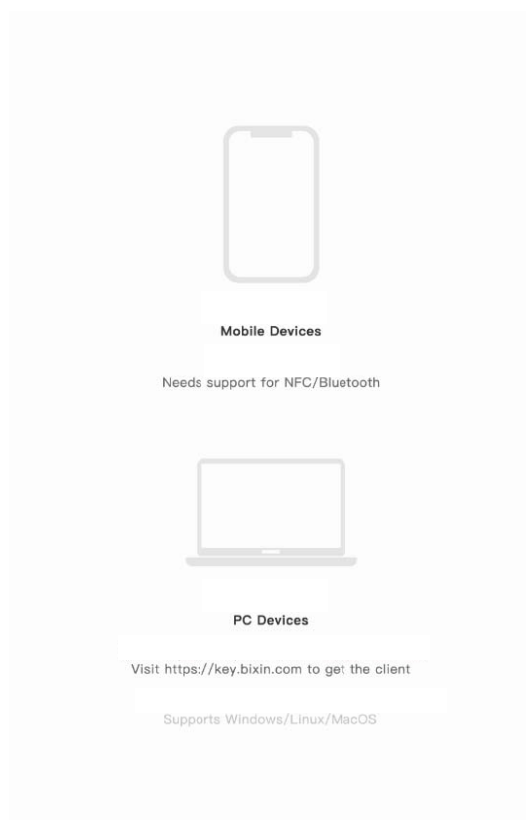 Mobile Devices
Needs support for NFC/Bluetooth
PC Devices
Visit https://key.bixin.com to get the client
Supports Windows/Linux/MacOS